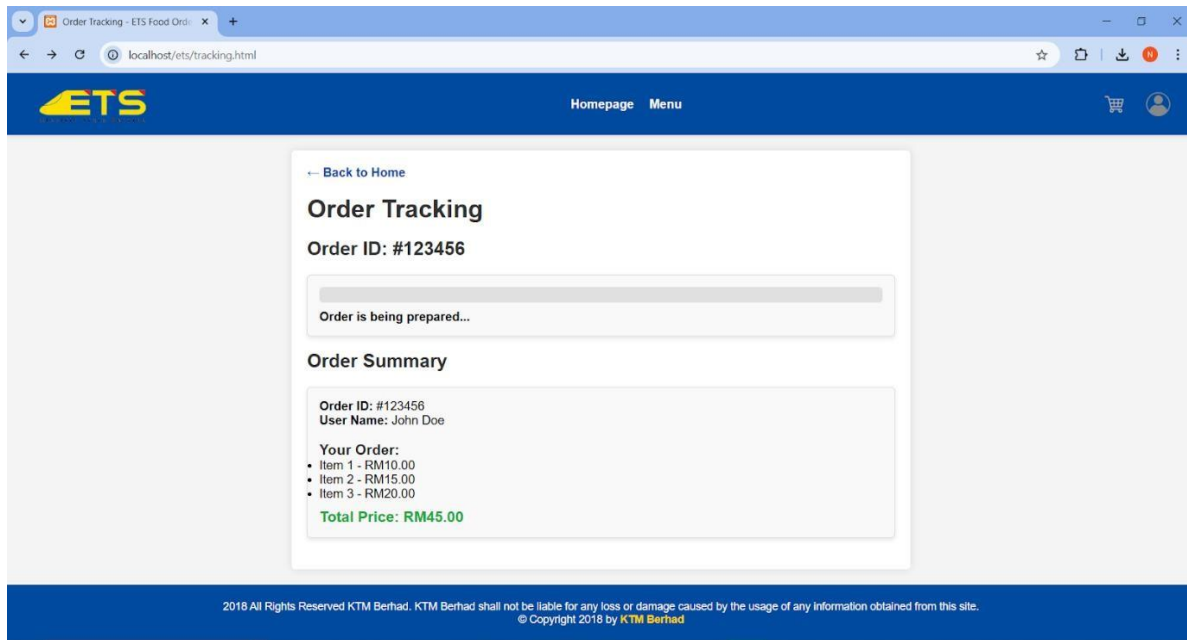 Order Tracking - ETS Food Ord
localhost/ets/tracking.html
N
ETS
Homepage Menu
← Back to Home
Order Tracking
Order ID: #123456
Order is being prepared...
Order Summary
Order ID: #123456
User Name: John Doe
Your Order:
• Item 1 - RM10.00
• Item 2 - RM15.00
• Item 3 - RM20.00
Total Price: RM45.00
2018 All Rights Reserved KTM Berhad. KTM Berhad shall not be liable for any loss or damage caused by the usage of any information obtained from this site.
© Copyright 2018 by KTM Berhad